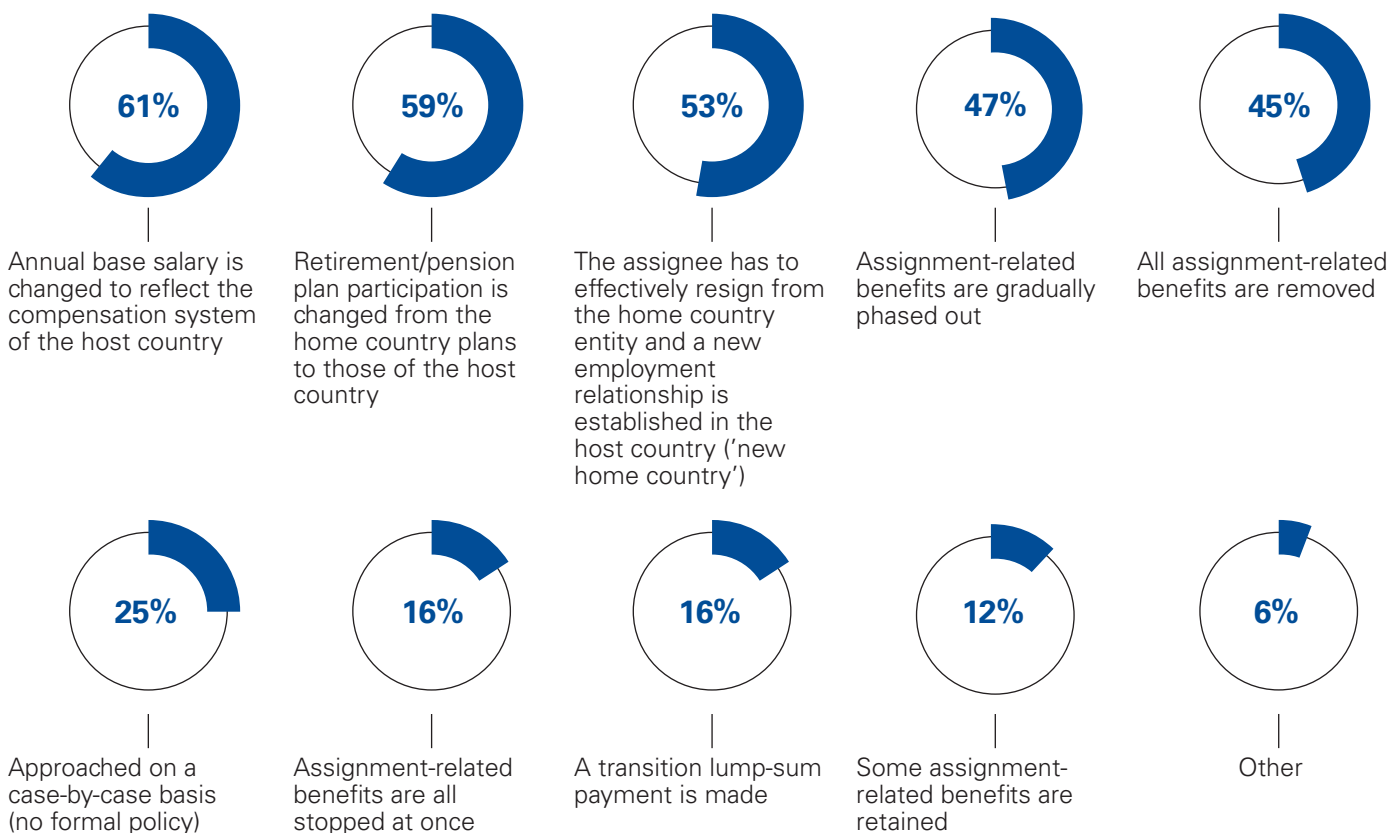 61%
59%
53%
47%
45%
Annual base salary is
changed to reflect the
compensation system
of the host country
Retirement/pension
plan participation is
changed from the
home country plans
to those of the host
country
The assignee has to
effectively resign from
the home country
entity and a new
employment
relationship is
established in the
host country (’new
home country’)
Assignment-related
benefits are gradually
phased out
All assignment-related
benefits are removed
25%
16%
16%
12%
6%
Approached on a
case-by-case basis
(no formal policy)
Assignment-related
benefits are all
stopped at once
A transition lump-sum
payment is made
Some assignment-
related benefits are
retained
Other